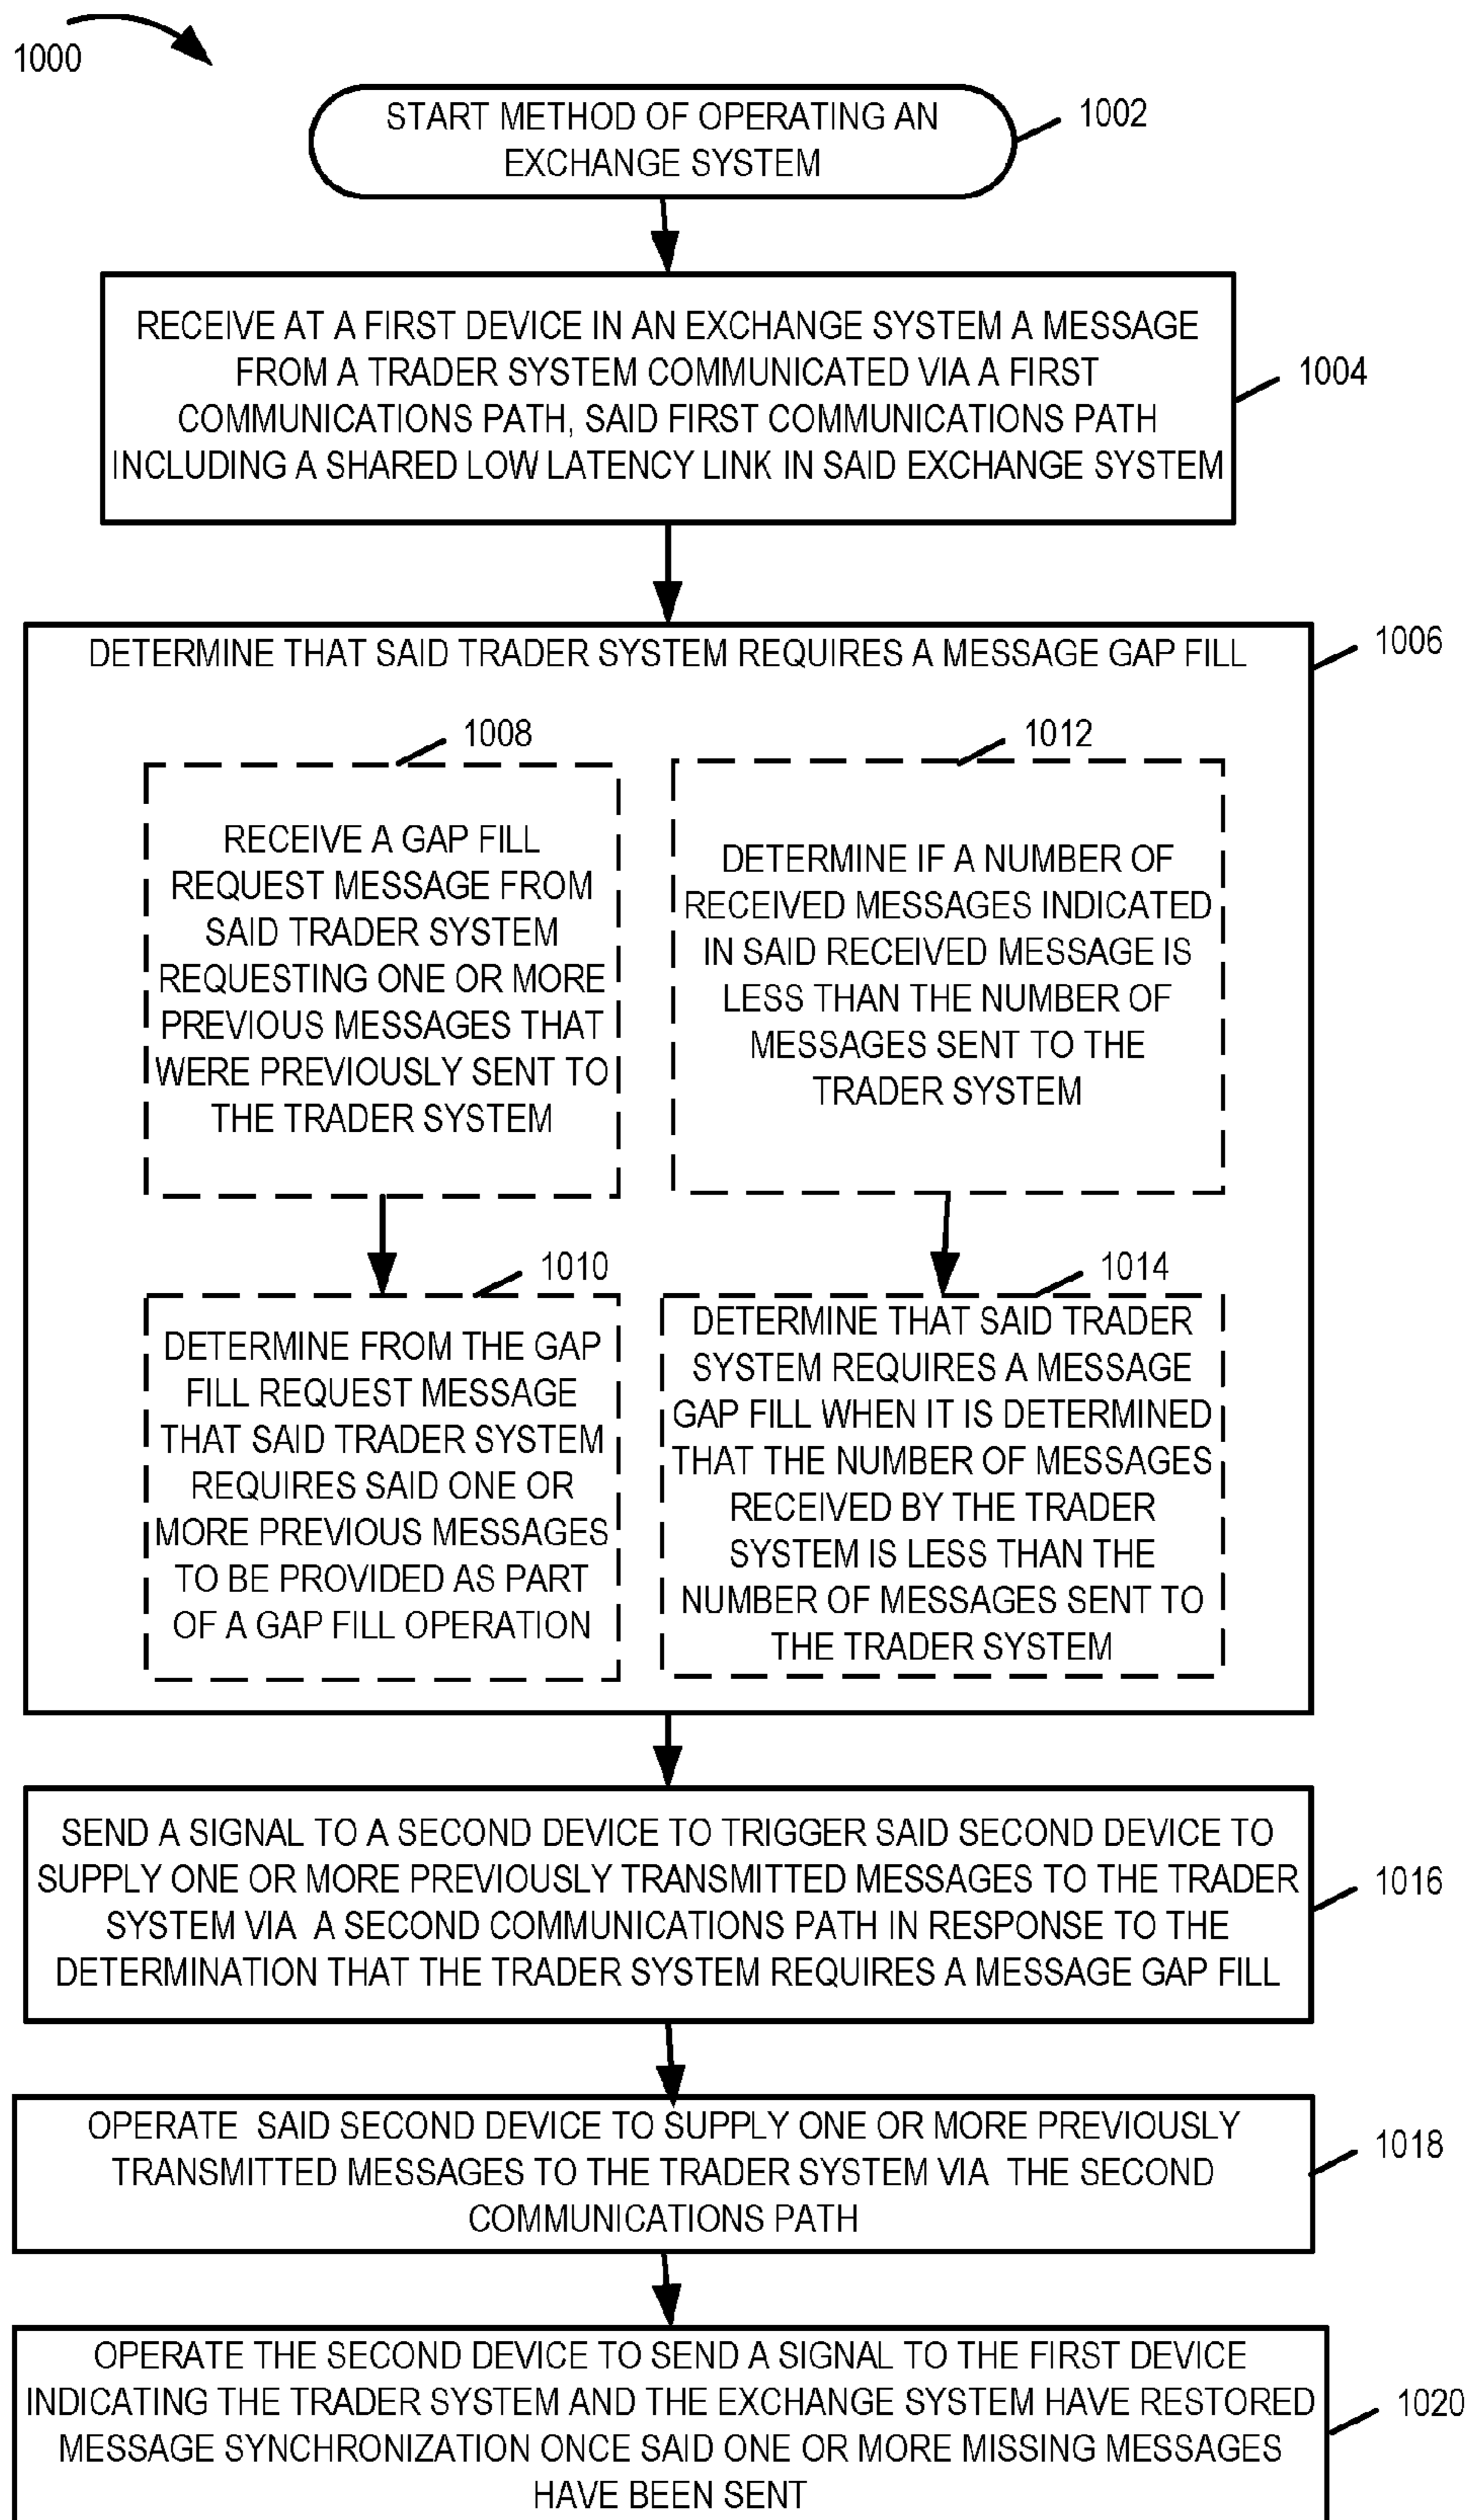 1000
START METHOD OF OPERATING AN
EXCHANGE SYSTEM
1002
RECEIVE AT A FIRST DEVICE IN AN EXCHANGE SYSTEM A MESSAGE
FROM A TRADER SYSTEM COMMUNICATED VIA A FIRST
COMMUNICATIONS PATH, SAID FIRST COMMUNICATIONS PATH
INCLUDING A SHARED LOW LATENCY LINK IN SAID EXCHANGE SYSTEM
1004
DETERMINE THAT SAID TRADER SYSTEM REQUIRES A MESSAGE GAP FILL
1006
1008
RECEIVE A GAP FILL
REQUEST MESSAGE FROM
SAID TRADER SYSTEM
REQUESTING ONE OR MORE
PREVIOUS MESSAGES THAT
WERE PREVIOUSLY SENT TO
THE TRADER SYSTEM
1010
DETERMINE FROM THE GAP
FILL REQUEST MESSAGE
THAT SAID TRADER SYSTEM
REQUIRES SAID ONE OR
MORE PREVIOUS MESSAGES
TO BE PROVIDED AS PART
OF A GAP FILL OPERATION
1012
DETERMINE IF A NUMBER OF
RECEIVED MESSAGES INDICATED
IN SAID RECEIVED MESSAGE IS
LESS THAN THE NUMBER OF
MESSAGES SENT TO THE
TRADER SYSTEM
1014
DETERMINE THAT SAID TRADER
SYSTEM REQUIRES A MESSAGE
GAP FILL WHEN IT IS DETERMINED
THAT THE NUMBER OF MESSAGES
RECEIVED BY THE TRADER
SYSTEM IS LESS THAN THE
NUMBER OF MESSAGES SENT TO
THE TRADER SYSTEM
SEND A SIGNAL TO A SECOND DEVICE TO TRIGGER SAID SECOND DEVICE TO
SUPPLY ONE OR MORE PREVIOUSLY TRANSMITTED MESSAGES TO THE TRADER
SYSTEM VIA A SECOND COMMUNICATIONS PATH IN RESPONSE TO THE
DETERMINATION THAT THE TRADER SYSTEM REQUIRES A MESSAGE GAP FILL
1016
OPERATE SAID SECOND DEVICE TO SUPPLY ONE OR MORE PREVIOUSLY
TRANSMITTED MESSAGES TO THE TRADER SYSTEM VIA THE SECOND
COMMUNICATIONS PATH
1018
OPERATE THE SECOND DEVICE TO SEND A SIGNAL TO THE FIRST DEVICE
INDICATING THE TRADER SYSTEM AND THE EXCHANGE SYSTEM HAVE RESTORED
MESSAGE SYNCHRONIZATION ONCE SAID ONE OR MORE MISSING MESSAGES
HAVE BEEN SENT
1020